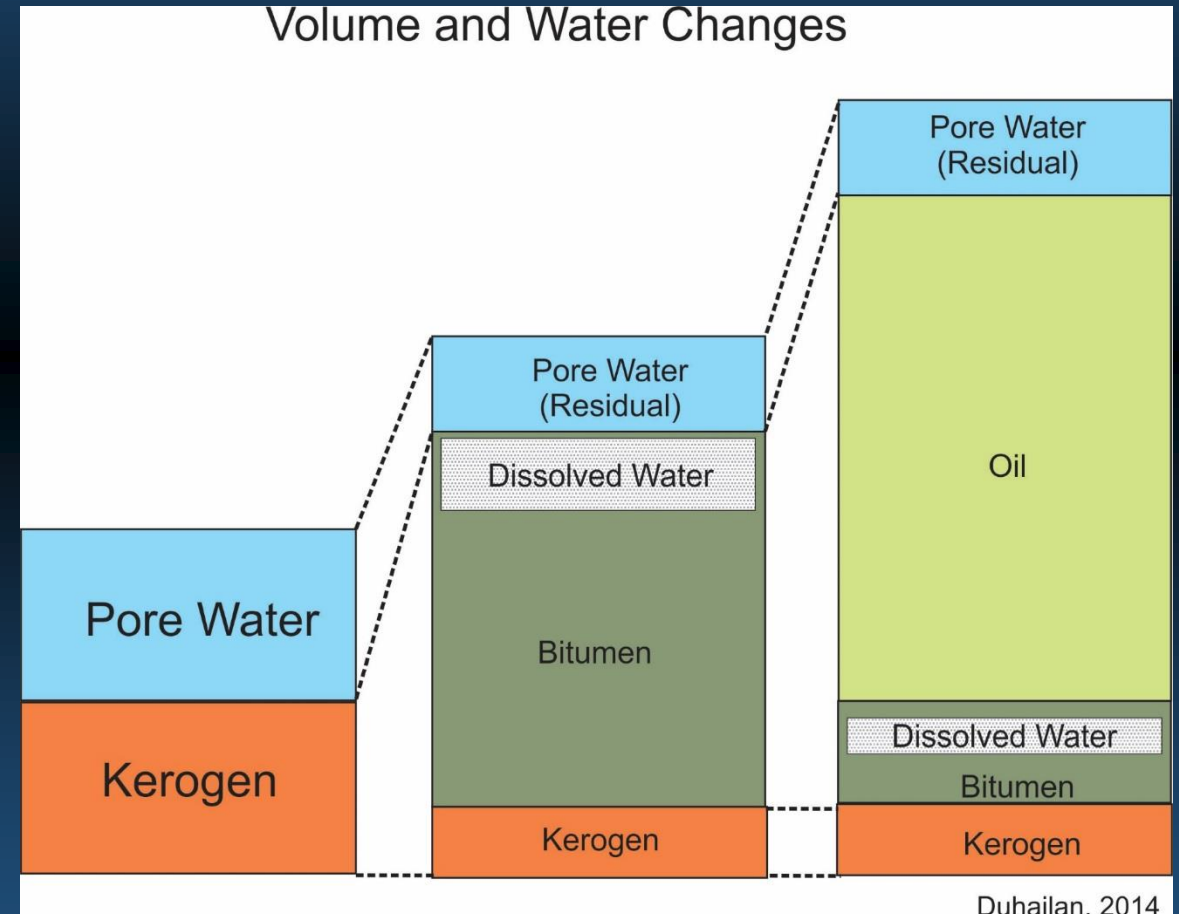 Volume and Water Changes
Pore Water
Kerogen
Pore Water
(Residual)
Dissolved Water
Bitumen
Kerogen
Pore Water
(Residual)
Oil
Dissolved Water
Bitumen
Kerogen
Duhailan, 2014